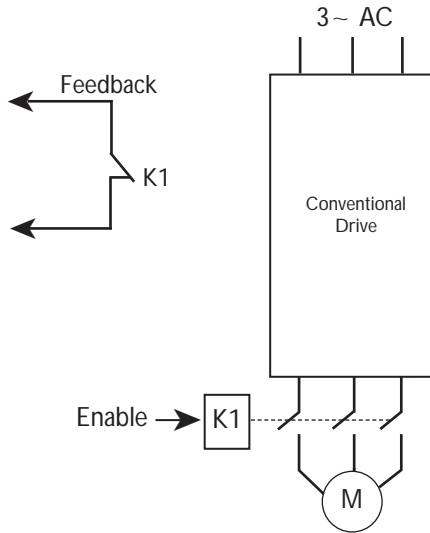 3~ AC
Feedback
K1
Conventional
Drive
Enable
K1
M